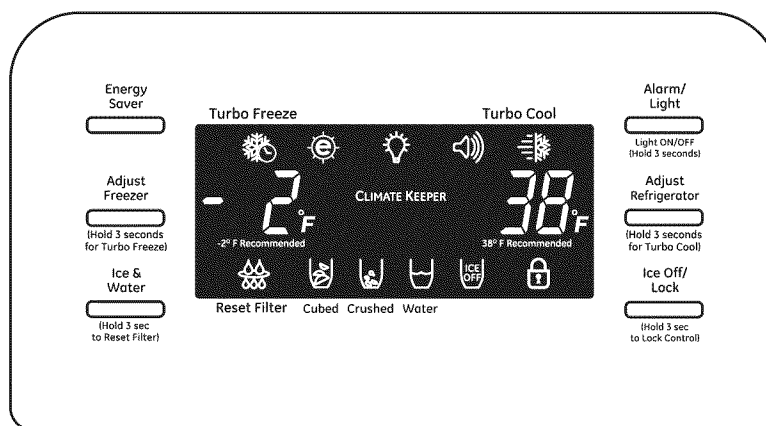 Energy
Saver
Adjust
Freezer
(Hold 3 seconds
for Turbo Freeze)
Ice &
Water
(Hold 3 sec
to Reset Filter)
Turbo Freeze
Turbo Cool
e
CLIMATE KEEPER
-2°F
38°F
-2° F Recommended
38° F Recommended
ICE
OFF
Reset Filter
Cubed
Crushed
Water
Alarm/
Light
Light ON/OFF
(Hold 3 seconds)
Adjust
Refrigerator
(Hold 3 seconds
for Turbo Cool)
Ice Off/
Lock
(Hold 3 sec
to Lock Control)